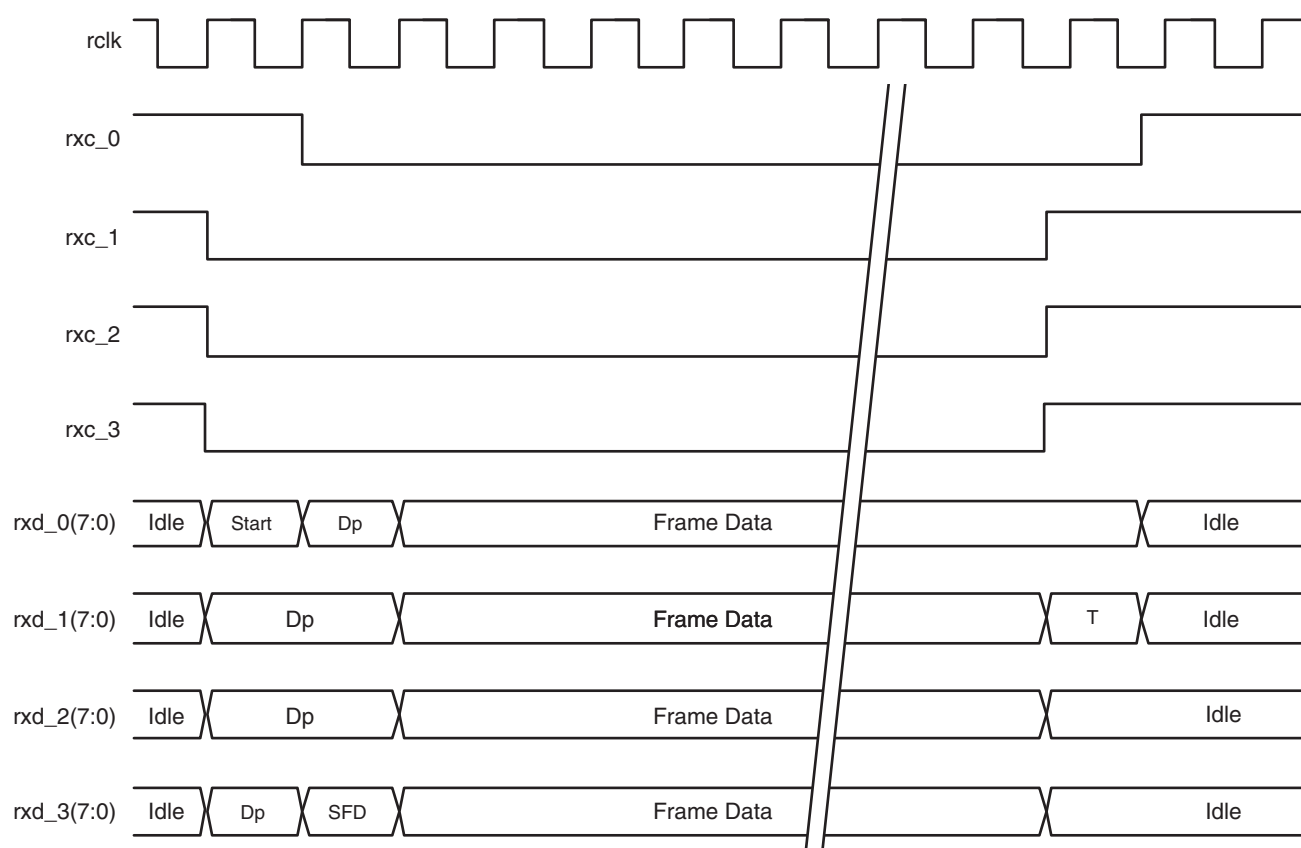 rclk
rxc_0
rxc_1
rxc_2
rxc_3
rxd_0(7:0) Idle Start Dp Frame Data Idle
rxd_1(7:0) Idle Dp Frame Data T Idle
rxd_2(7:0) Idle Dp Frame Data Idle
rxd_3(7:0) Idle Dp SFD Frame Data Idle